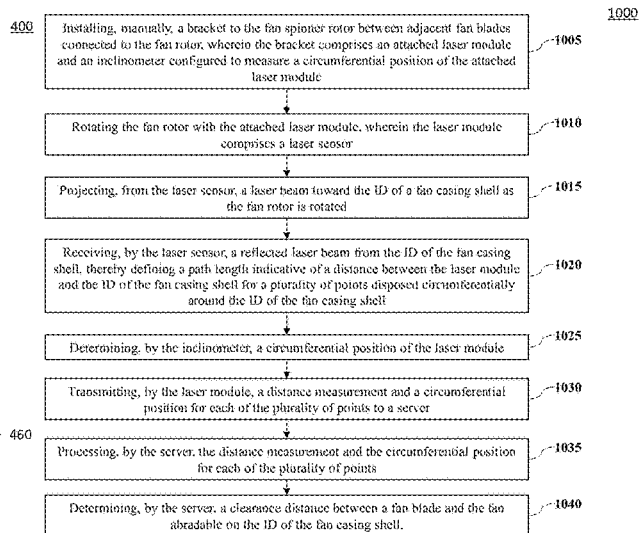 400
1000
Installing, manually, a bracket to the fan spinner rotor between adjacent fan blades
connected to the fan rotor, wherein the bracket comprises an attached laser module
and an inclinometer configured to measure a circumferential position of the attached
laser module
1005
Rotating the fan rotor with the attached laser module, wherein the laser module
comprises a laser sensor
1010
Projecting, from the laser sensor, a laser beam toward the ID of a fan casing shell as
the fan rotor is rotated
1015
Receiving, by the laser sensor, a reflected laser beam from the ID of the fan casing
shell, thereby defining a path length indicative of a distance between the laser module
and the ID of the fan casing shell for a plurality of points disposed circumferentially
around the ID of the fan casing shell
1020
Determining, by the inclinometer, a circumferential position of the laser module
1025
Transmitting, by the laser module, a distance measurement and a circumferential
position for each of the plurality of points to a server
1030
460
Processing, by the server, the distance measurement and the circumferential position
for each of the plurality of points
1035
Determining, by the server, a clearance distance between a fan blade and the fan
abradable on the ID of the fan casing shell.
1040